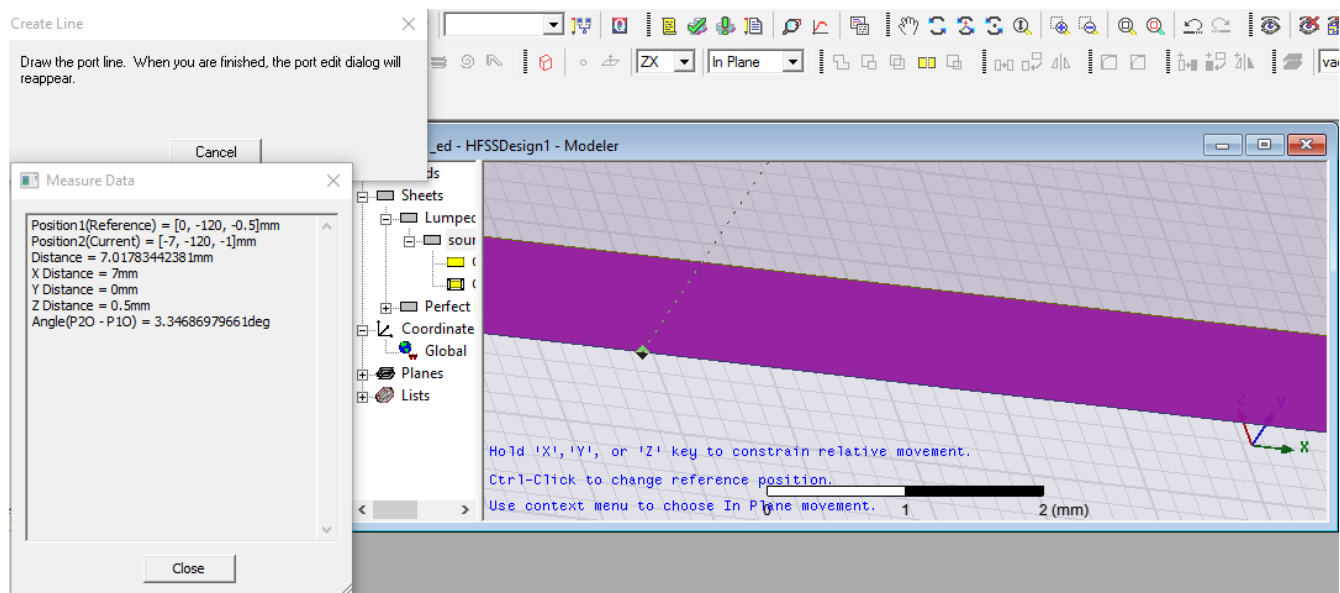 Create Line
Draw the port line. When you are finished, the port edit dialog will
reappear.
Cancel
ZX
In Plane
Measure Data
Position1(Reference) = [0, -120, -0.5]mm
Position2(Current) = [-7, -120, -1]mm
Distance = 7.01783442381mm
X Distance = 7mm
Y Distance = 0mm
Z Distance = 0.5mm
Angle(P2O - P1O) = 3.34686979661deg
Close
_ed - HFSSDesign1 - Modeler
Sheets
Lumped
Perfect
Coordinate
Global
Planes
Lists
Z
Y
X
Hold 'X','Y', or 'Z' key to constrain relative movement.
Ctrl-Click to change reference position.
Use context menu to choose In Plane movement.
0
1
2 (mm)